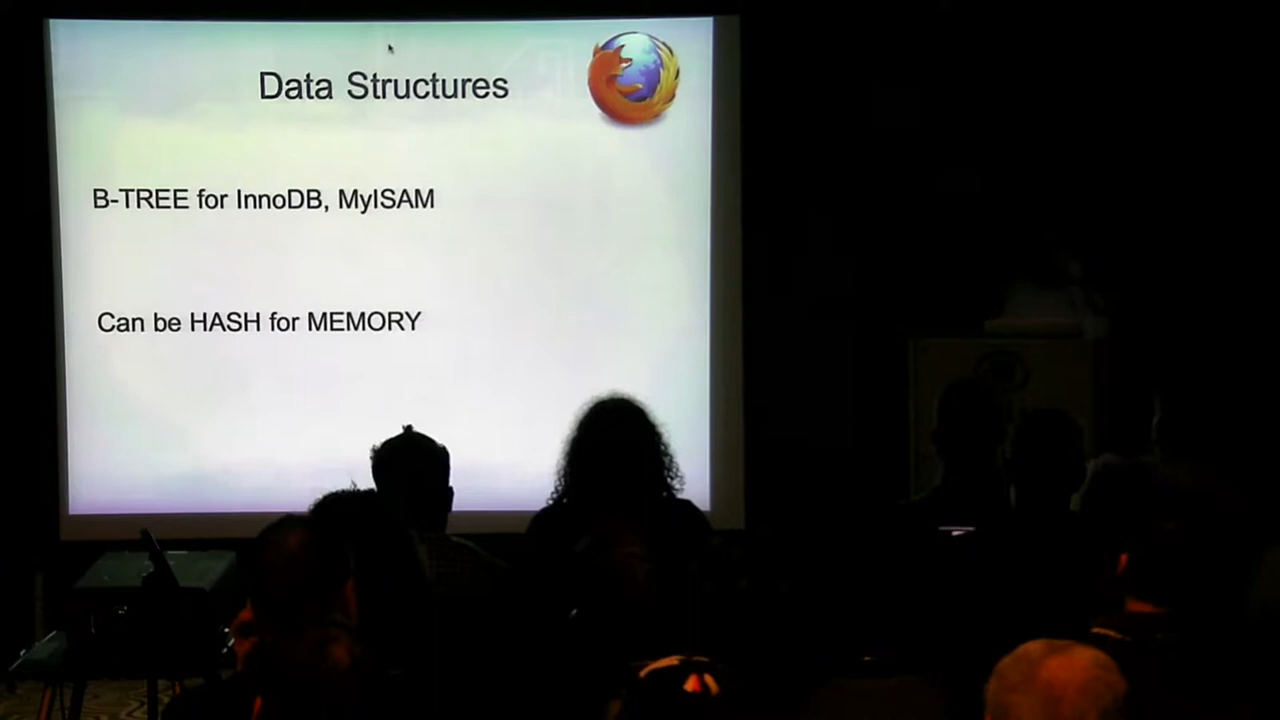 Data Structures
B-TREE for InnoDB, MyISAM
Can be HASH for MEMORY